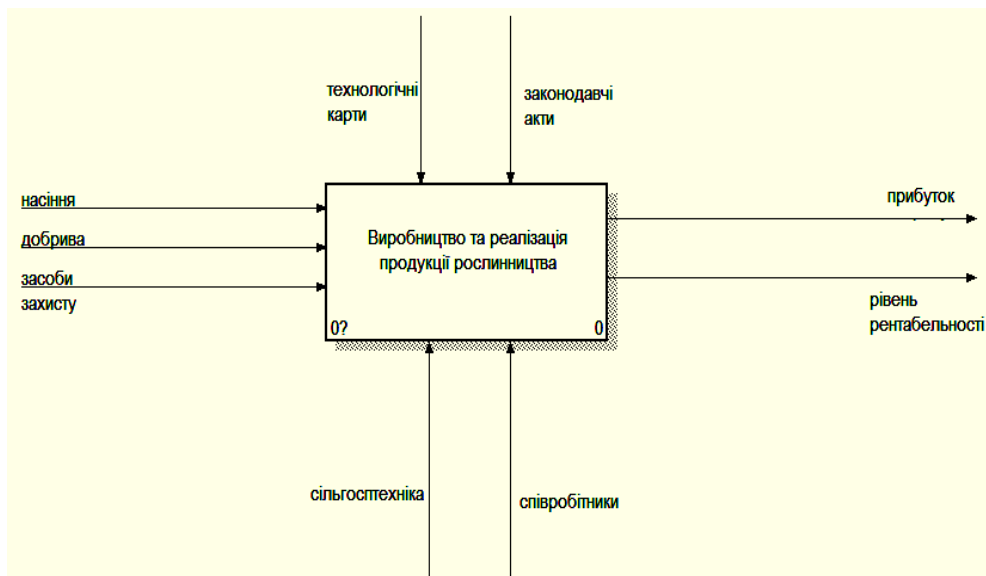 технологічні
карти
законодавчі
акти
насіння
добрива
засоби
захисту
Виробництво та реалізація
продукції рослинництва
0?
0
прибуток
рівень
рентабельності
сільгосптехніка
співробітники